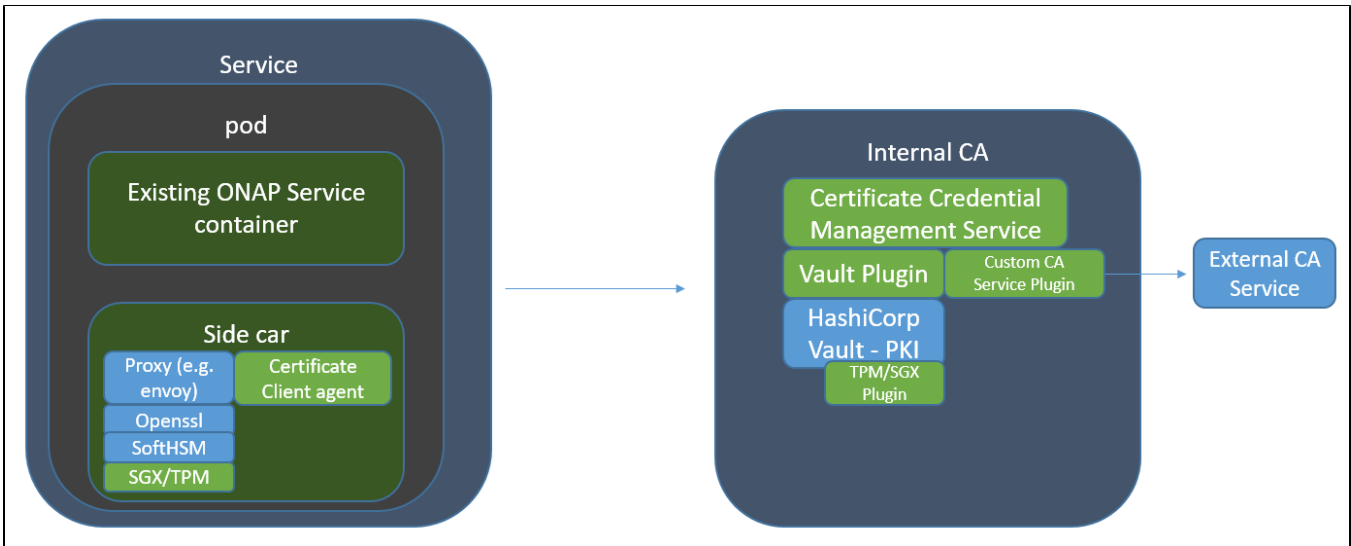 Service
pod
Existing ONAP Service
container
Side car
Proxy (e.g.
envoy)
Certificate
Client agent
Openssl
SoftHSM
SGX/TPM
Internal CA
Certificate Credential
Management Service
Vault Plugin
Custom CA
Service Plugin
HashiCorp
Vault - PKI
TPM/SGX
Plugin
External CA
Service